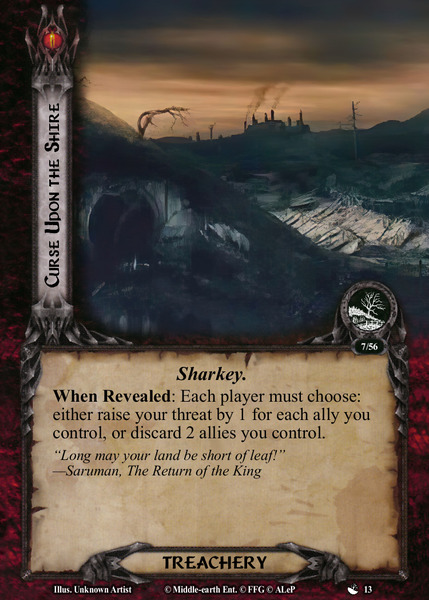 CURSE UPON THE SHIRE
7/56
Sharkey.
When Revealed: Each player must choose:
either raise your threat by 1 for each ally you
control, or discard 2 allies you control.
“Long may your land be short of leaf!”
—Saruman, The Return of the King
TREACHERY
Illus. Unknown Artist © Middle-earth Ent. © FFG © ALeP 13